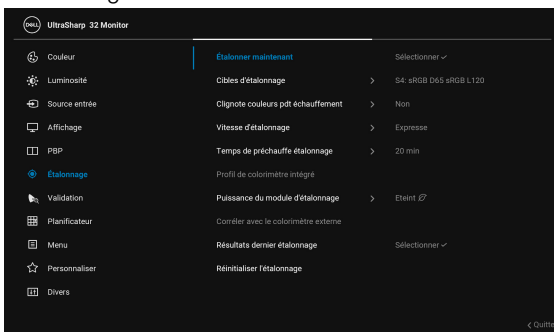 DELL UltraSharp 32 Monitor
Couleur
Luminosité
Source entrée
Affichage
PBP
Étalonnage
Validation
Planificateur
Menu
Personnaliser
Divers
Étalonner maintenant Sélectionner ✓
Cibles d'étalonnage > S4: sRGB D65 sRGB L120
Clignote couleurs pdt échauffement > Non
Vitesse d'étalonnage > Expresse
Temps de préchauffe étalonnage > 20 min
Profil de colorimètre intégré
Puissance du module d'étalonnage > Eteint
Corréler avec le colorimètre externe
Résultats dernier étalonnage Sélectionner ✓
Réinitialiser l'étalonnage
< Quitte